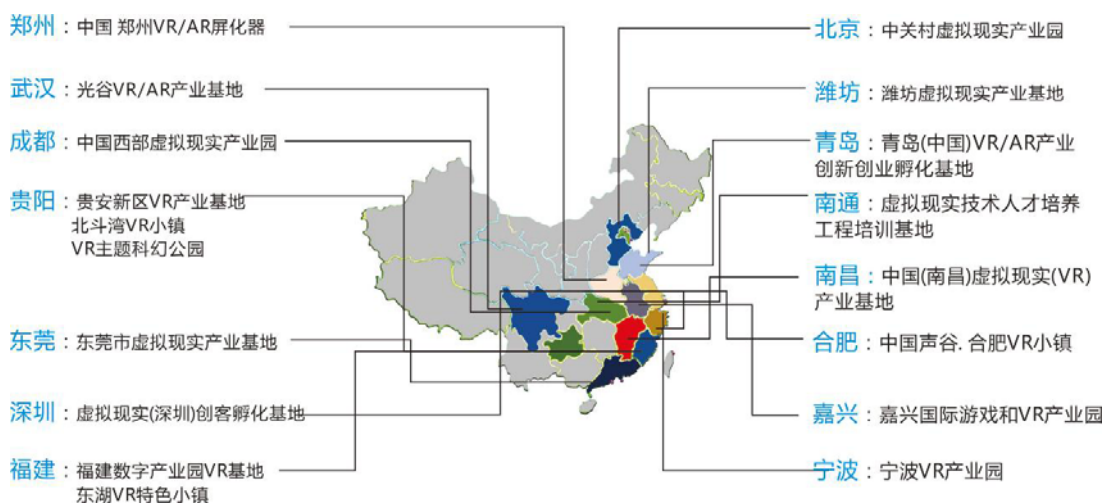 郑州：中国 郑州VR/AR屏化器
武汉：光谷VR/AR产业基地
成都：中国西部虚拟现实产业园
贵阳：贵安新区VR产业基地
北斗湾VR小镇
VR主题科幻公园
东莞：东莞市虚拟现实产业基地
深圳：虚拟现实(深圳)创客孵化基地
福建：福建数字产业园VR基地
东湖VR特色小镇
北京：中关村虚拟现实产业园
潍坊：潍坊虚拟现实产业基地
青岛：青岛(中国)VR/AR产业
创新创业孵化基地
南通：虚拟现实技术人才培养
工程培训基地
南昌：中国(南昌)虚拟现实(VR)
产业基地
合肥：中国声谷. 合肥VR小镇
嘉兴：嘉兴国际游戏和VR产业园
宁波：宁波VR产业园